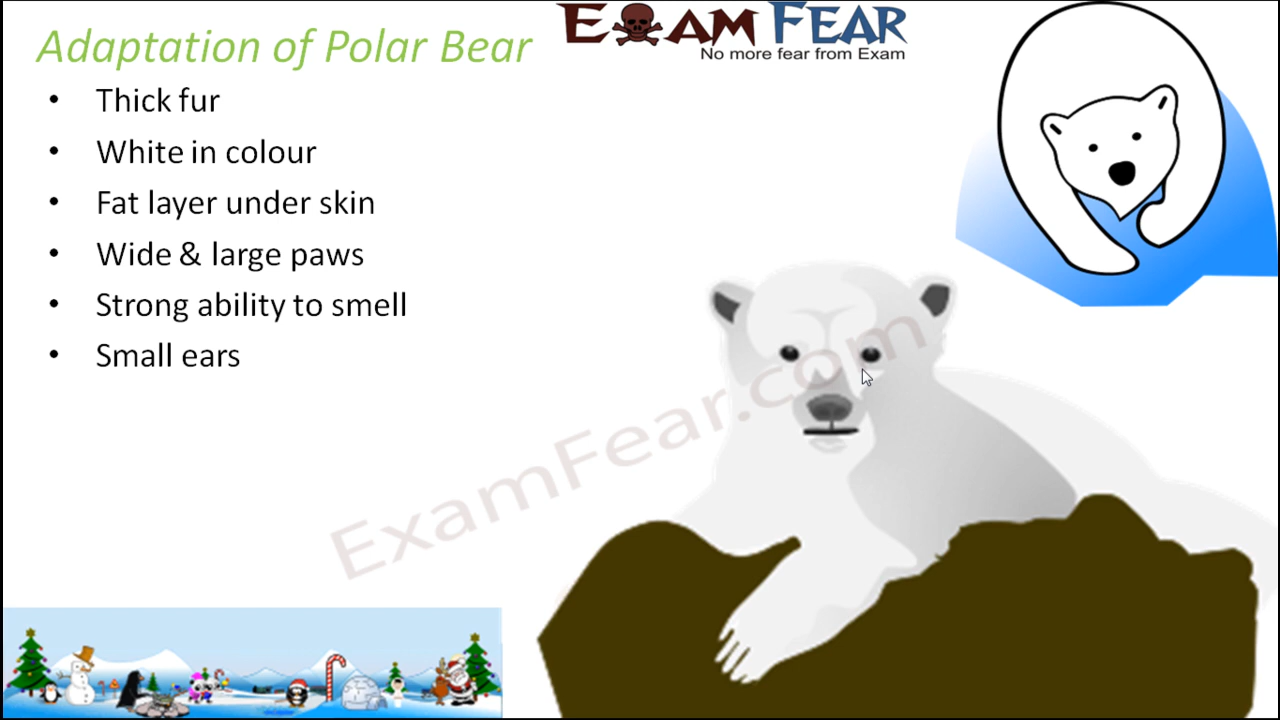 Adaptation of Polar Bear
EXAM FEAR
No more fear from Exam
• Thick fur
• White in colour
• Fat layer under skin
• Wide & large paws
• Strong ability to smell
• Small ears
ExamFear.com